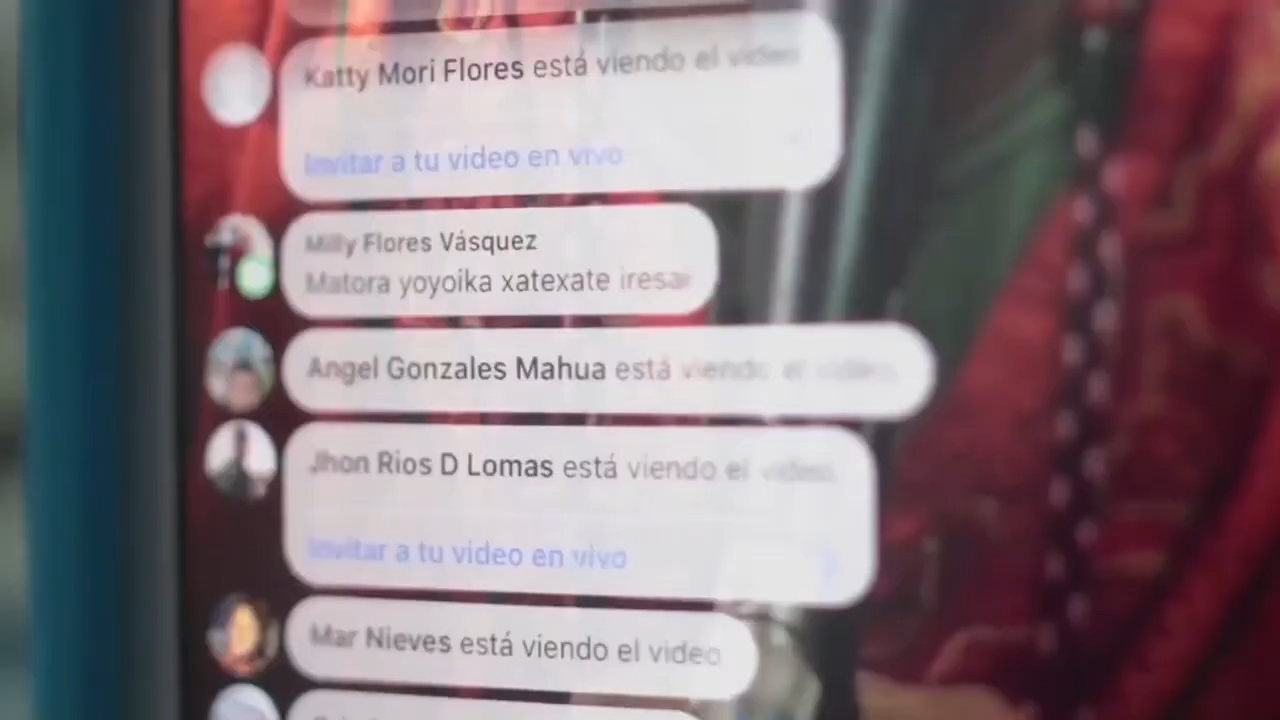 Katty Mori Flores está viendo el video
Invitar a tu video en vivo
Milly Flores Vásquez
Matora yoyoika xatexate iresar
Angel Gonzales Mahua está viendo el video.
Jhon Rios D Lomas está viendo el video.
Invitar a tu video en vivo
Mar Nieves está viendo el video